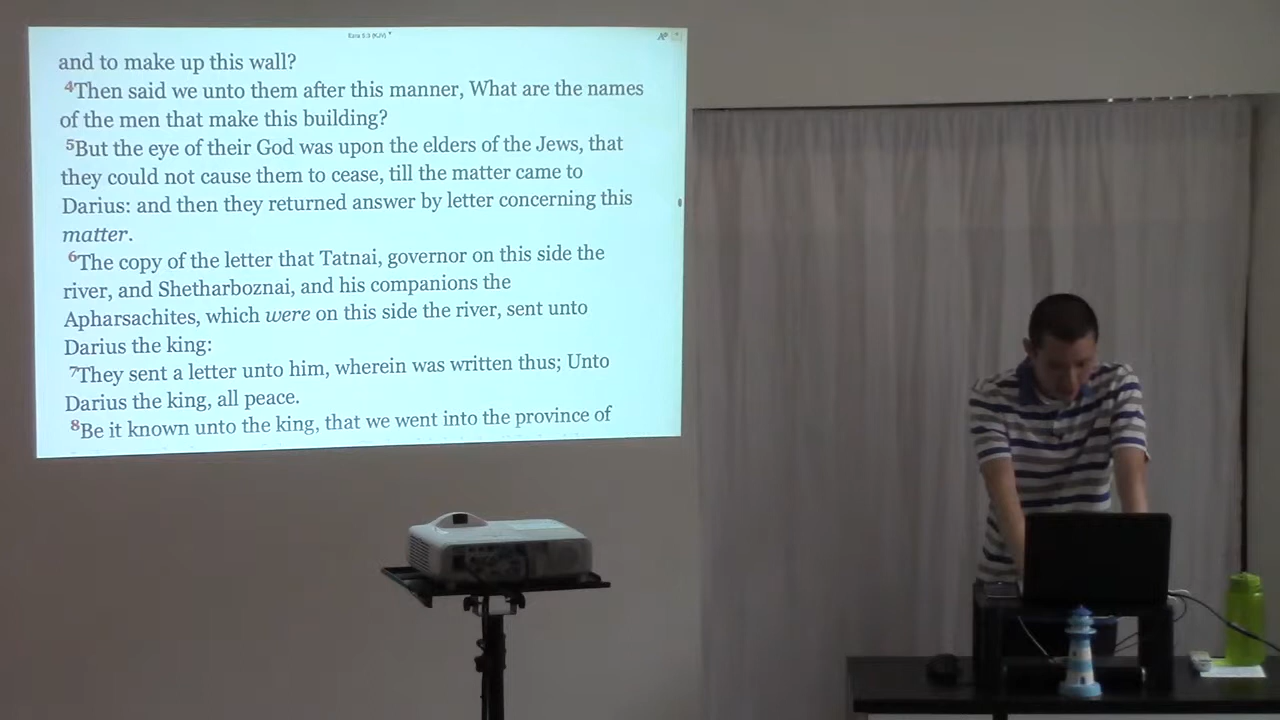 Ezra 5:3 (KJV)
and to make up this wall?
4Then said we unto them after this manner, What are the names
of the men that make this building?
5But the eye of their God was upon the elders of the Jews, that
they could not cause them to cease, till the matter came to
Darius: and then they returned answer by letter concerning this
matter.
6The copy of the letter that Tatnai, governor on this side the
river, and Shetharboznai, and his companions the
Apharsachites, which were on this side the river, sent unto
Darius the king:
7They sent a letter unto him, wherein was written thus; Unto
Darius the king, all peace.
8Be it known unto the king, that we went into the province of